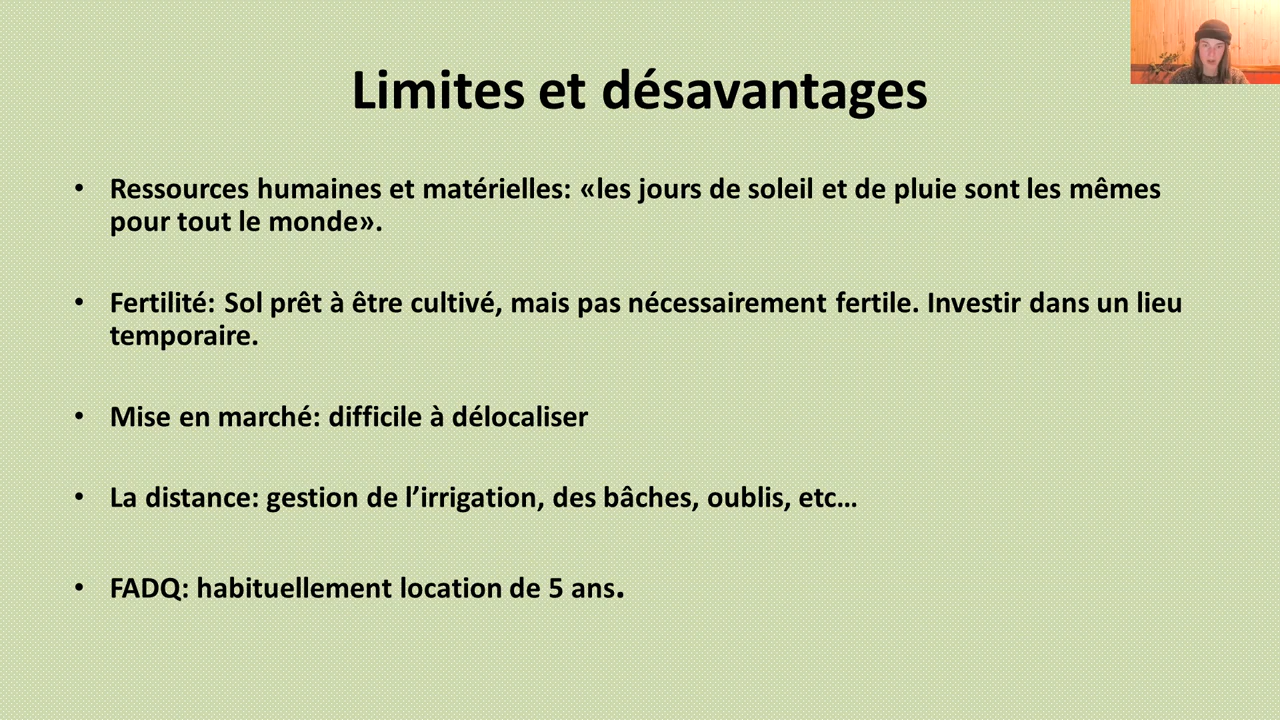 Limites et désavantages
• Ressources humaines et matérielles: «les jours de soleil et de pluie sont les mêmes
pour tout le monde».
• Fertilité: Sol prêt à être cultivé, mais pas nécessairement fertile. Investir dans un lieu
temporaire.
• Mise en marché: difficile à délocaliser
• La distance: gestion de l’irrigation, des bâches, oublis, etc…
• FADQ: habituellement location de 5 ans.